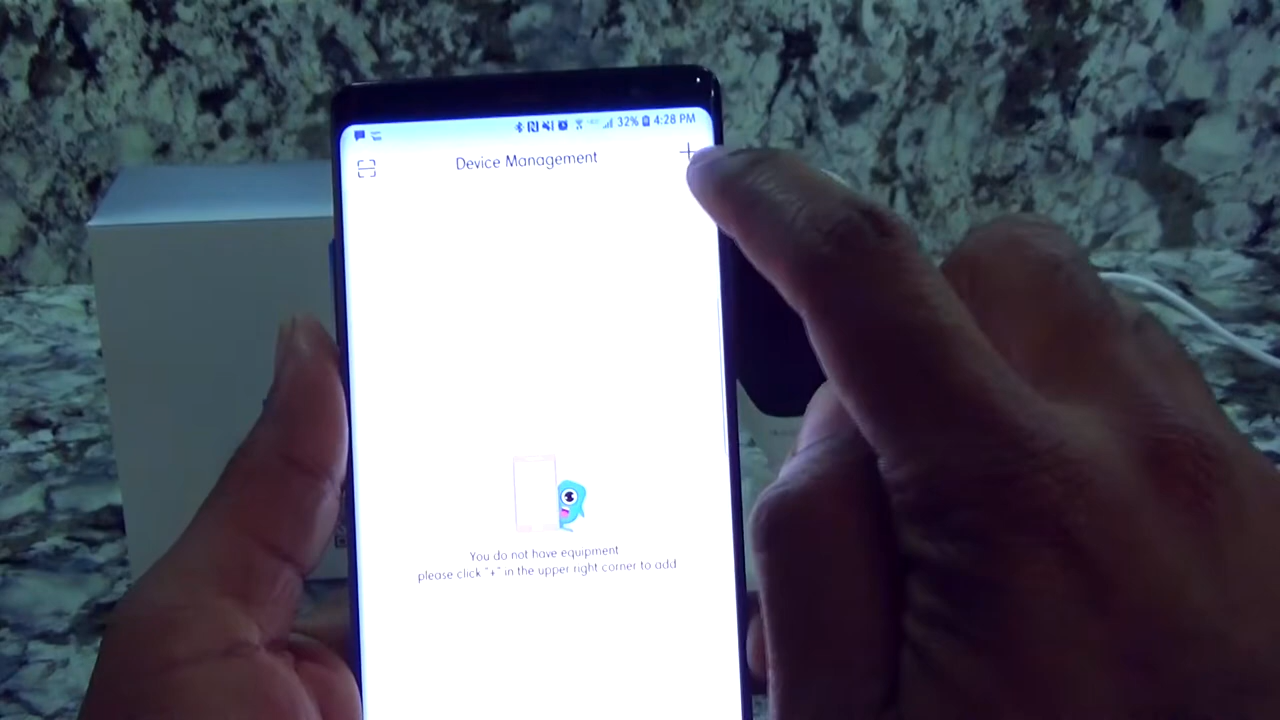 32% 4:28 PM
Device Management
+
You do not have equipment
please click "+" in the upper right corner to add